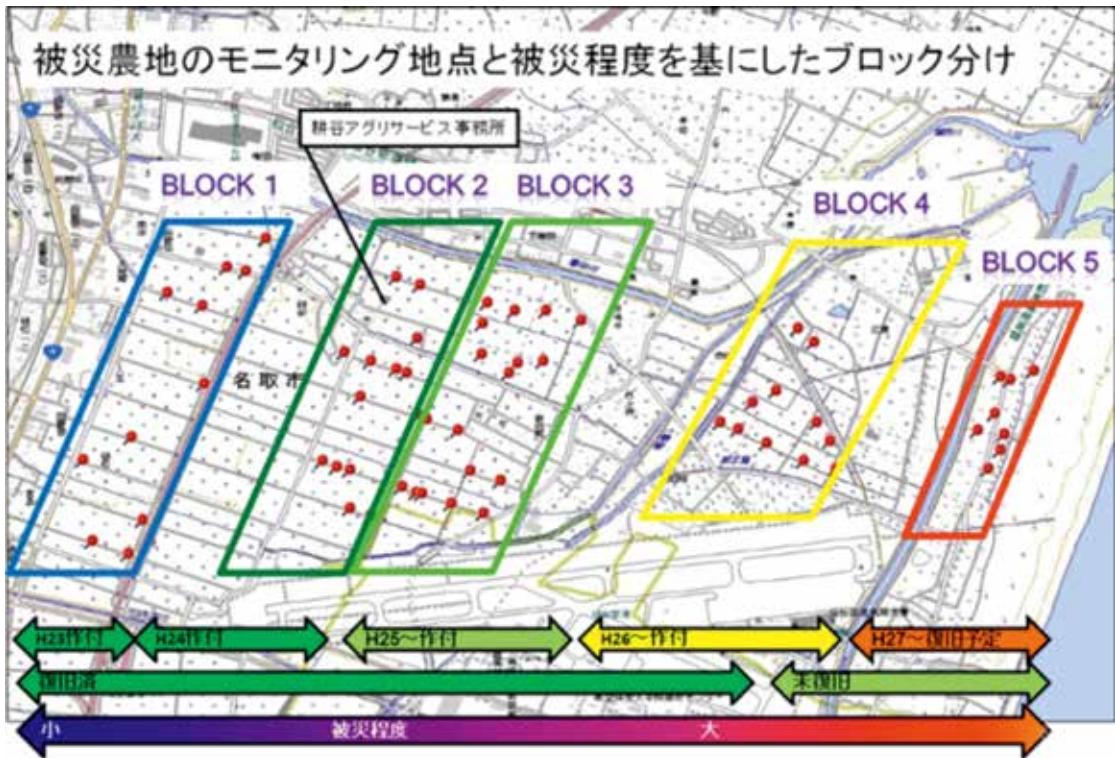 被災農地のモニタリング地点と被災程度を基にしたブロック分け
耕谷アグリサービス事務所
BLOCK 1
BLOCK 2
BLOCK 3
BLOCK 4
BLOCK 5
名取市
H23作付
H24作付
H25～作付
H26～作付
H27～復旧予定
復旧済
未復旧
小
被災程度
大